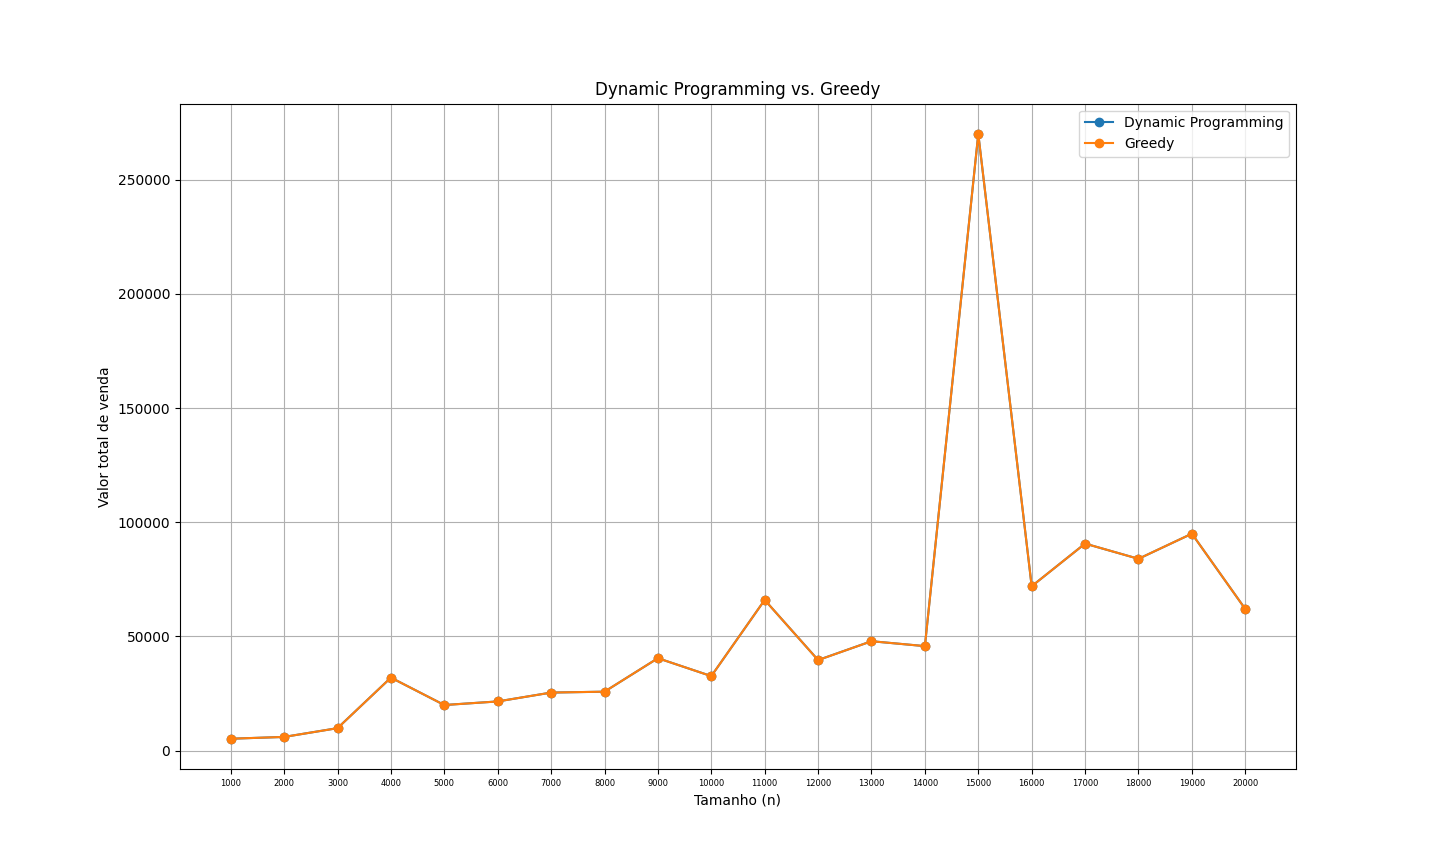 Dynamic Programming vs. Greedy
Dynamic Programming
Greedy
Valor total de venda
250000
200000
150000
100000
50000
0
1000 2000 3000 4000 5000 6000 7000 8000 9000 10000 11000 12000 13000 14000 15000 16000 17000 18000 19000 20000
Tamanho (n)